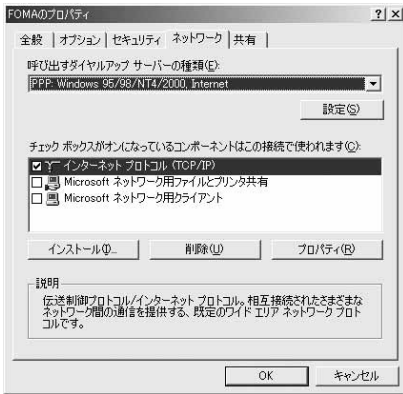 FOMAのプロパティ
全般 オプション セキュリティ ネットワーク 共有
呼び出すダイヤルアップ サーバーの種類(E):
PPP: Windows 95/98/NT4/2000, Internet
設定(S)
チェック ボックスがオンになっているコンポーネントはこの接続で使われます(C):
インターネット プロトコル (TCP/IP)
Microsoft ネットワーク用ファイルとプリンタ共有
Microsoft ネットワーク用クライアント
インストール(I)...
削除(U)
プロパティ(R)
説明
伝送制御プロトコル/インターネット プロトコル。相互接続されたさまざまな
ネットワーク間の通信を提供する、既定のワイド エリア ネットワーク プロト
コルです。
OK
キャンセル